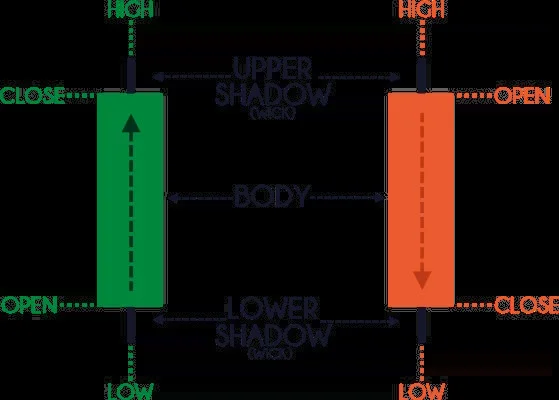 HIGH
HIGH
UPPER
SHADOW
(WICK)
CLOSE
OPEN
BODY
OPEN
CLOSE
LOWER
SHADOW
(WICK)
LOW
LOW